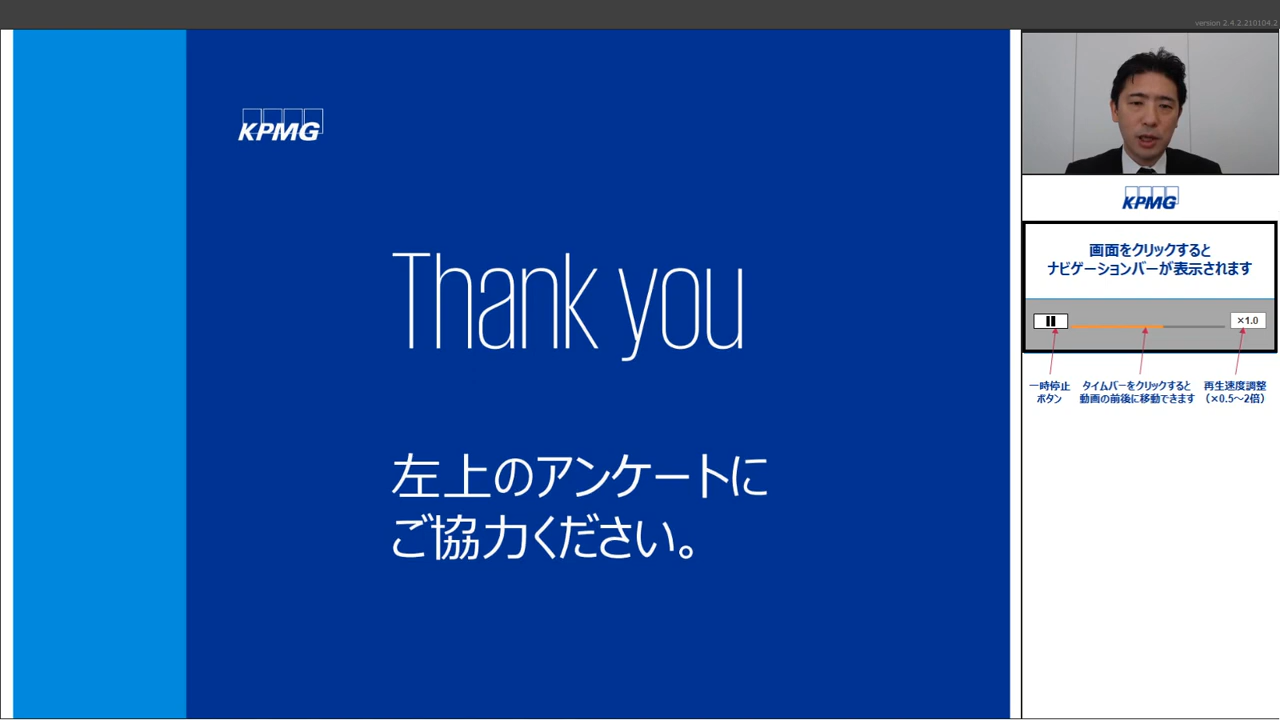 version 2.4.2.210104.2
KPMG
Thank you
左上のアンケートに
ご協力ください。
KPMG
画面をクリックすると
ナビゲーションバーが表示されます
×1.0
一時停止
ボタン
タイムバーをクリックすると
動画の前後に移動できます
再生速度調整
（×0.5～2倍）